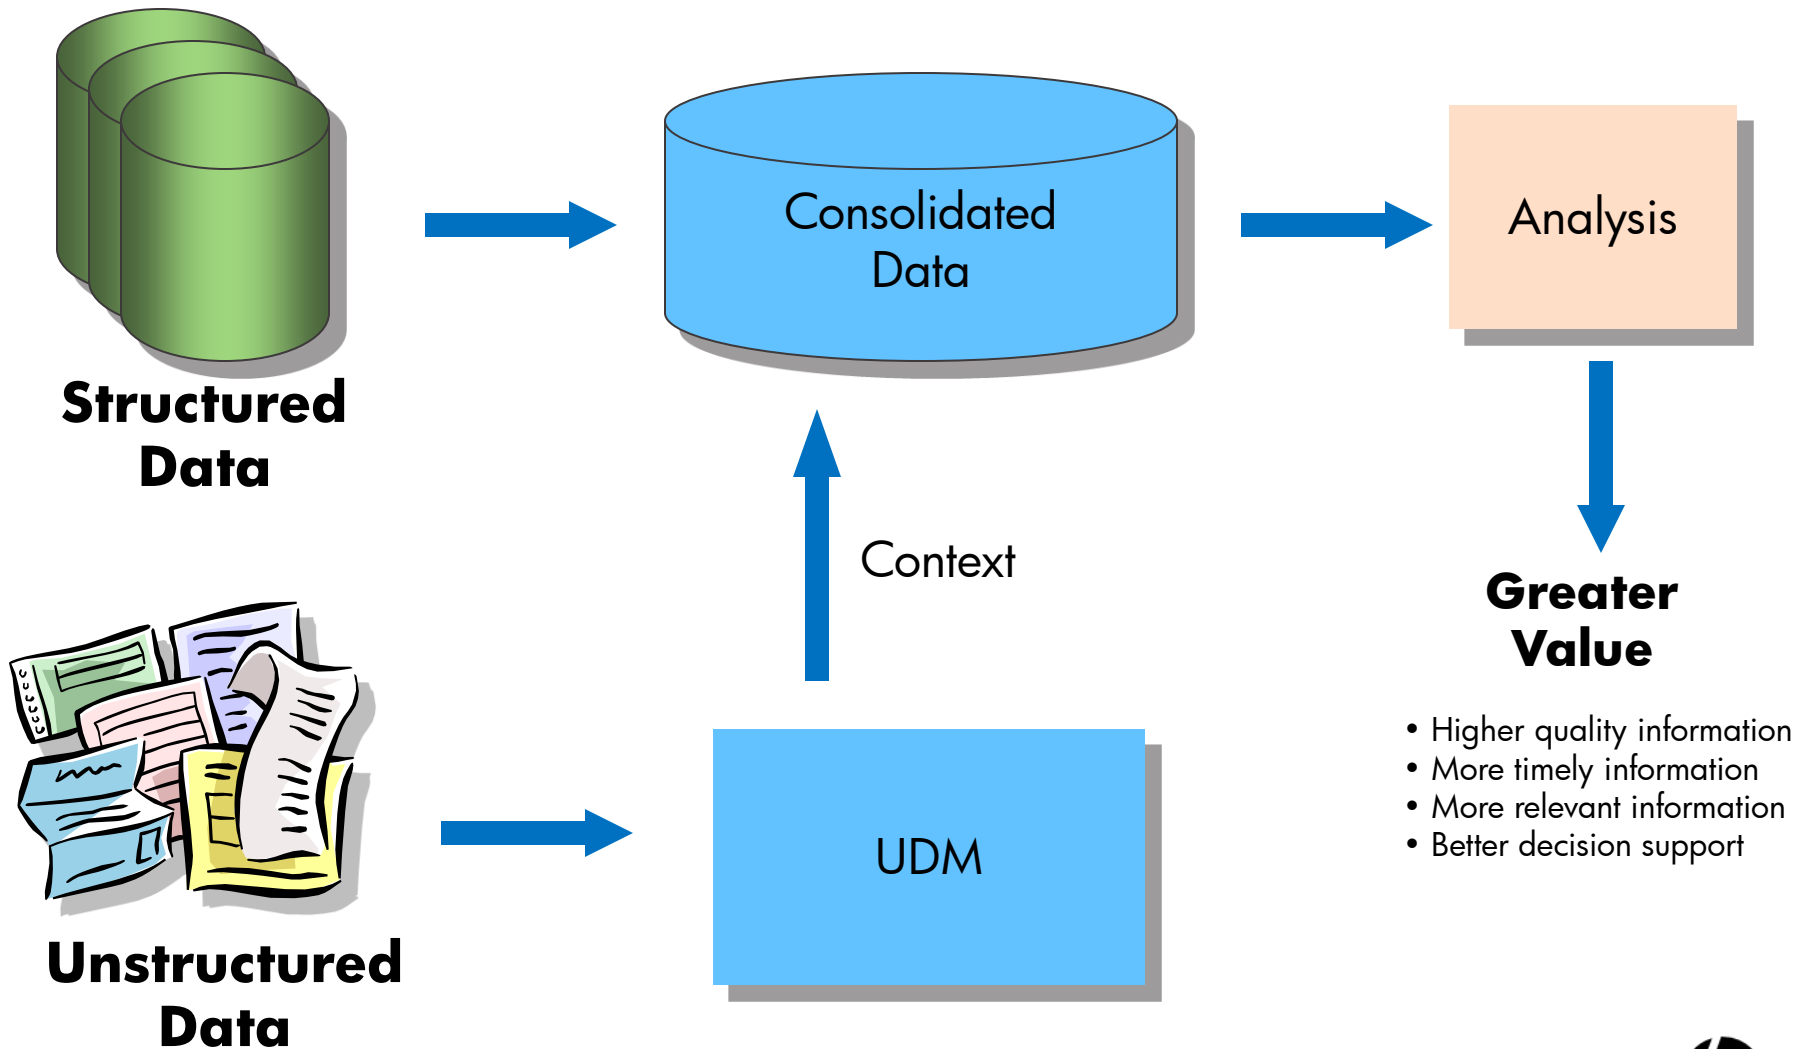 Consolidated
Data
Analysis
Structured
Data
Context
Greater
Value
• Higher quality information
• More timely information
• More relevant information
• Better decision support
UDM
Unstructured
Data